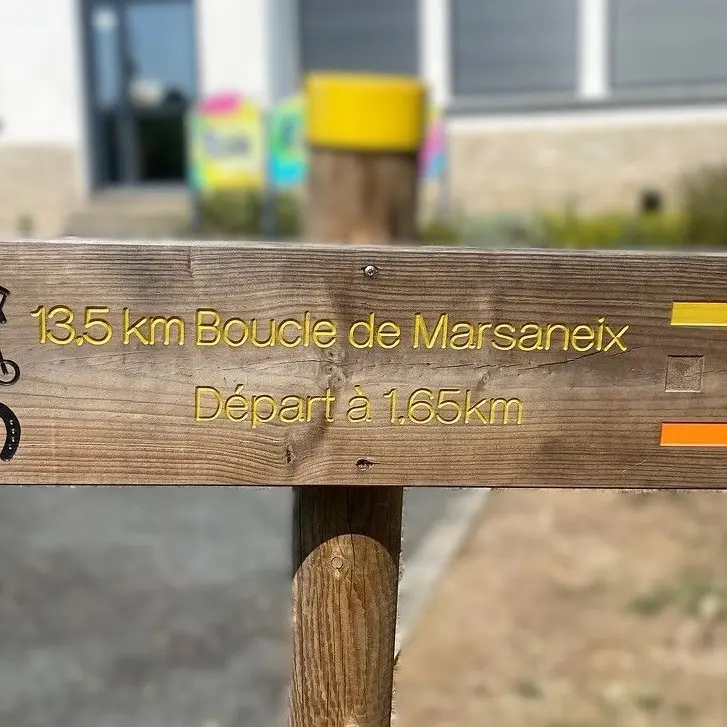 13,5 km Boucle de Marsaneix
Départ à 1,65km